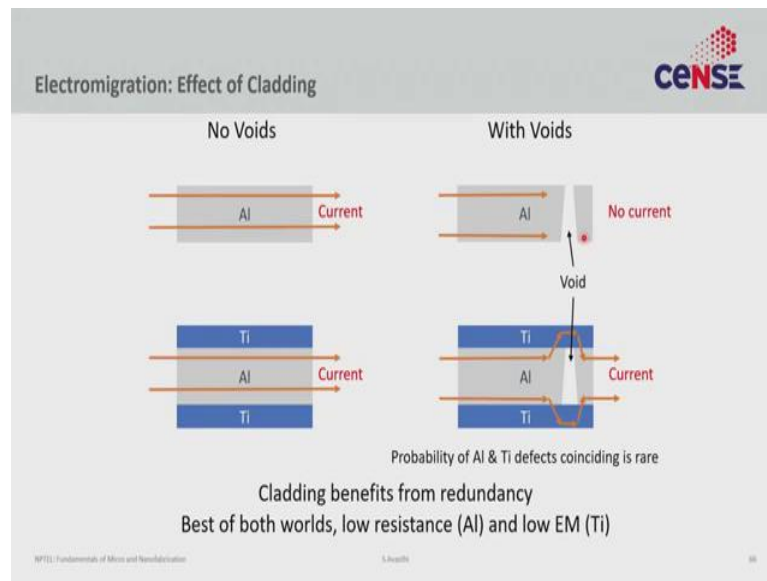 CENSE
Electromigration: Effect of Cladding
No Voids
With Voids
Al
Current
Al
No current
Void
Ti
Al
Ti
Current
Ti
Al
Ti
Current
Probability of Al & Ti defects coinciding is rare
Cladding benefits from redundancy
Best of both worlds, low resistance (Al) and low EM (Ti)
NPTEL: Fundamentals of Micro and Nanofabrication